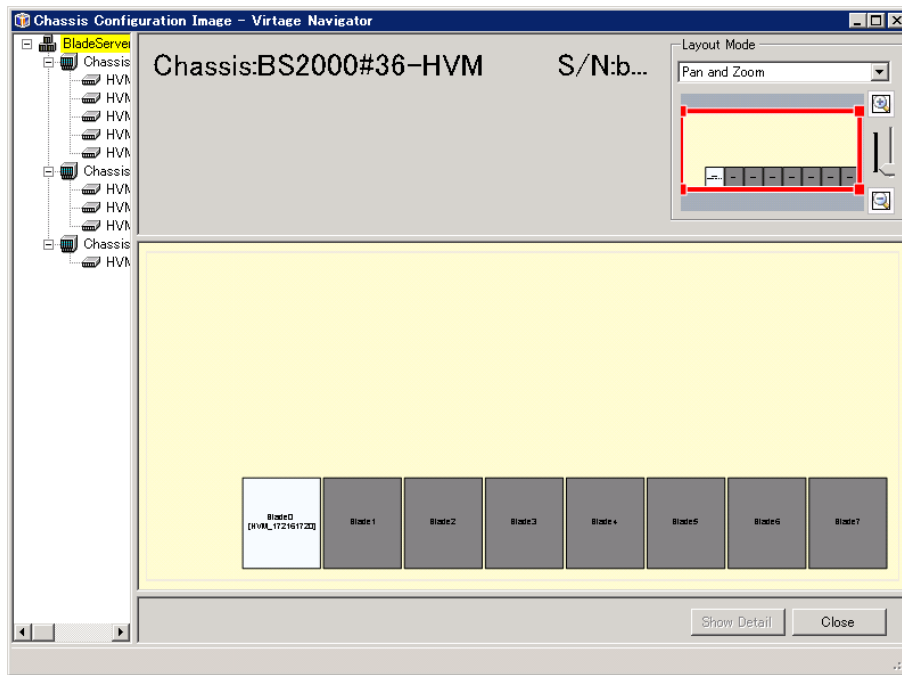 Chassis Configuration Image - Virtage Navigator
BladeServer
Chassis
HVM
HVM
HVM
HVM
HVM
Chassis
HVM
HVM
HVM
Chassis
HVM
Chassis:BS2000#36-HVM S/N:b...
Layout Mode
Pan and Zoom
Blade0
[HVM_172161720]
Blade1
Blade2
Blade3
Blade4
Blade5
Blade6
Blade7
Show Detail
Close